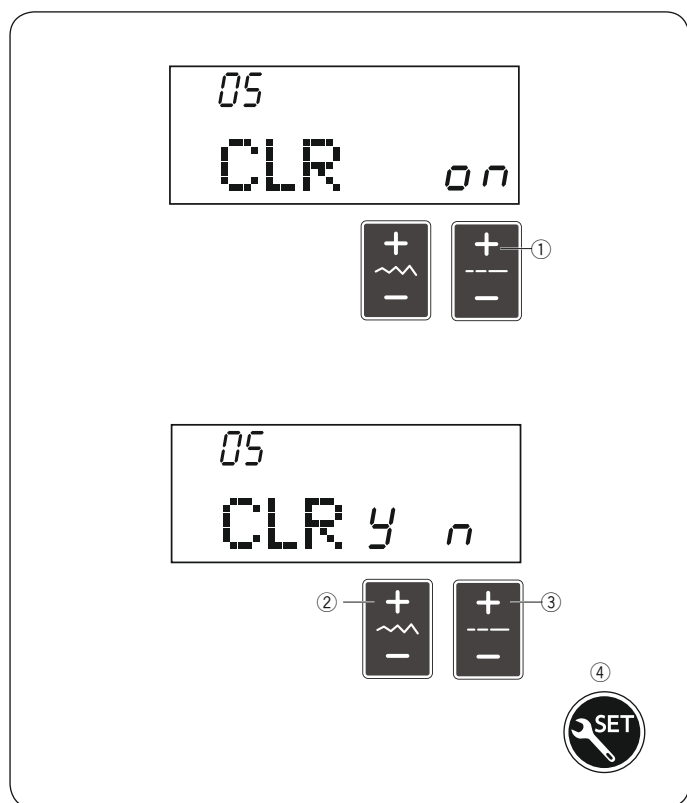 05
CLR on
+ +
①
- -
05
CLR y n
② + + ③
- -
④
SET